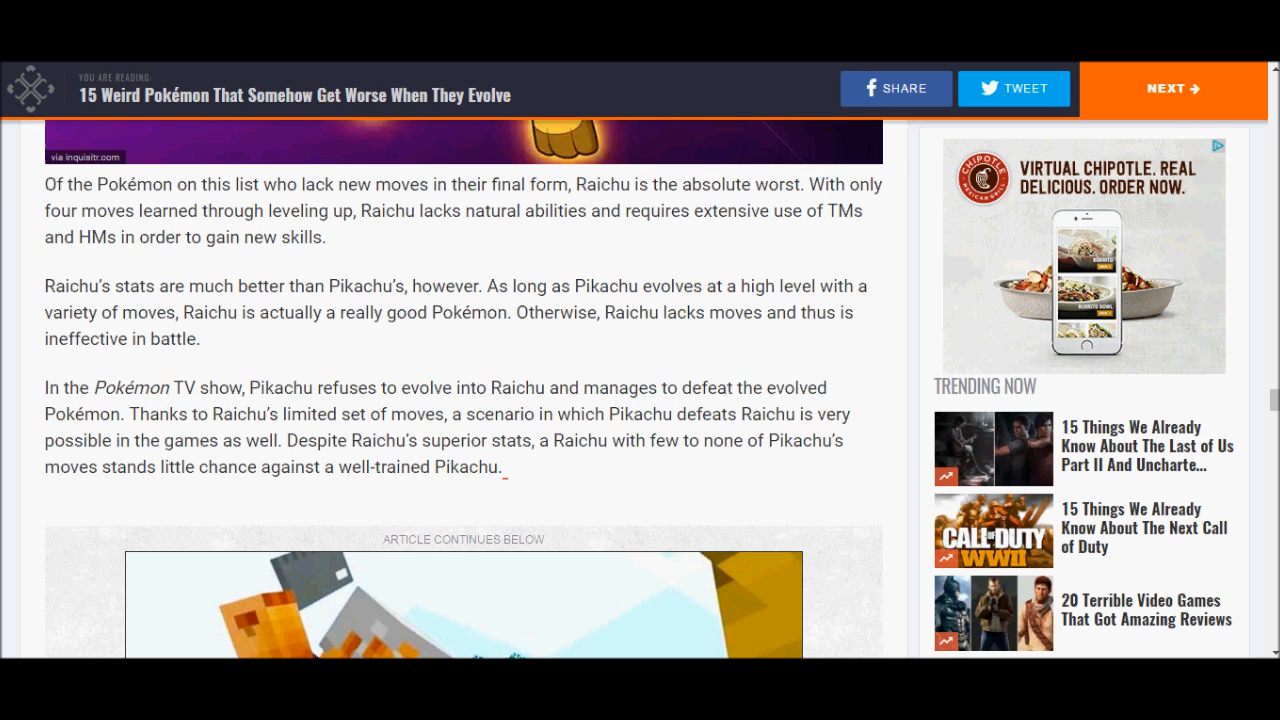 YOU ARE READING:
15 Weird Pokémon That Somehow Get Worse When They Evolve
SHARE
TWEET
NEXT →
via inquisitr.com
Of the Pokémon on this list who lack new moves in their final form, Raichu is the absolute worst. With only
four moves learned through leveling up, Raichu lacks natural abilities and requires extensive use of TMs
and HMs in order to gain new skills.
Raichu's stats are much better than Pikachu's, however. As long as Pikachu evolves at a high level with a
variety of moves, Raichu is actually a really good Pokémon. Otherwise, Raichu lacks moves and thus is
ineffective in battle.
In the Pokémon TV show, Pikachu refuses to evolve into Raichu and manages to defeat the evolved
Pokémon. Thanks to Raichu's limited set of moves, a scenario in which Pikachu defeats Raichu is very
possible in the games as well. Despite Raichu's superior stats, a Raichu with few to none of Pikachu's
moves stands little chance against a well-trained Pikachu.
ARTICLE CONTINUES BELOW
CHIPOTLE
VIRTUAL CHIPOTLE. REAL
DELICIOUS. ORDER NOW.
BURRITO
BURRITO BOWL
TRENDING NOW
15 Things We Already
Know About The Last of Us
Part II And Uncharte...
CALL OF DUTY
WWII
15 Things We Already
Know About The Next Call
of Duty
20 Terrible Video Games
That Got Amazing Reviews